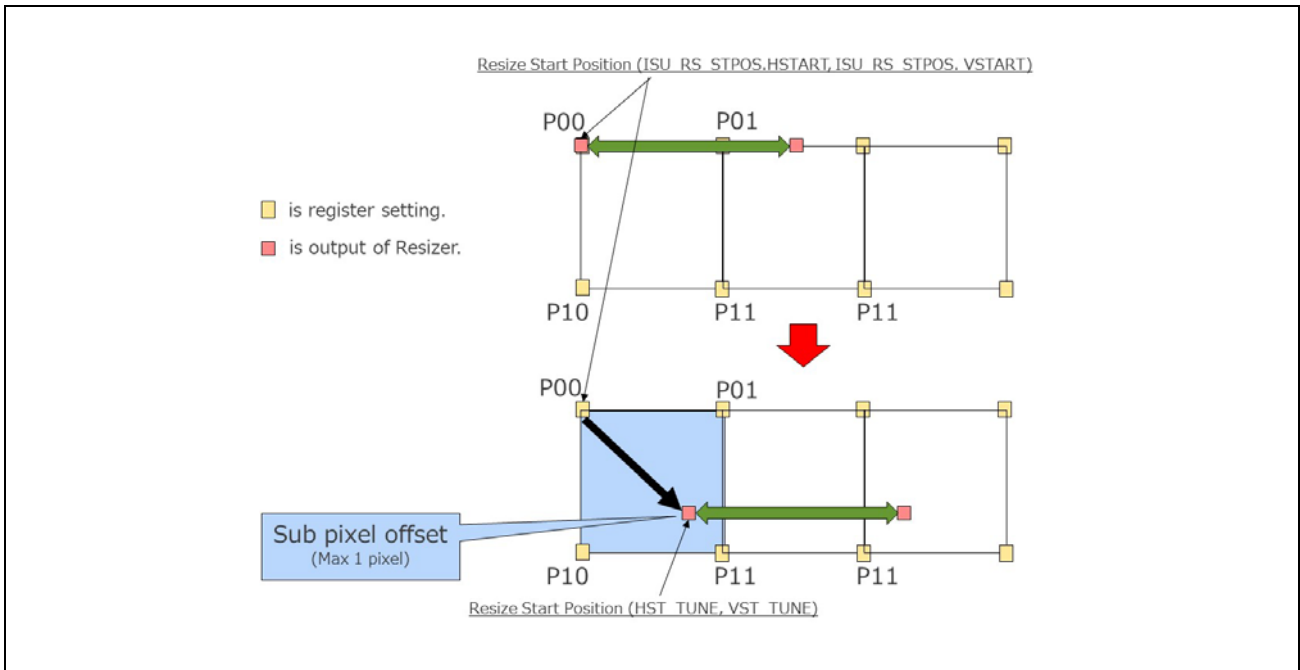 Resize Start Position (ISU_RS_STPOS.HSTART, ISU_RS_STPOS. VSTART)
P00
P01
is register setting.
is output of Resizer.
P10
P11
P11
P00
P01
Sub pixel offset
(Max 1 pixel)
P10
P11
P11
Resize Start Position (HST_TUNE, VST_TUNE)